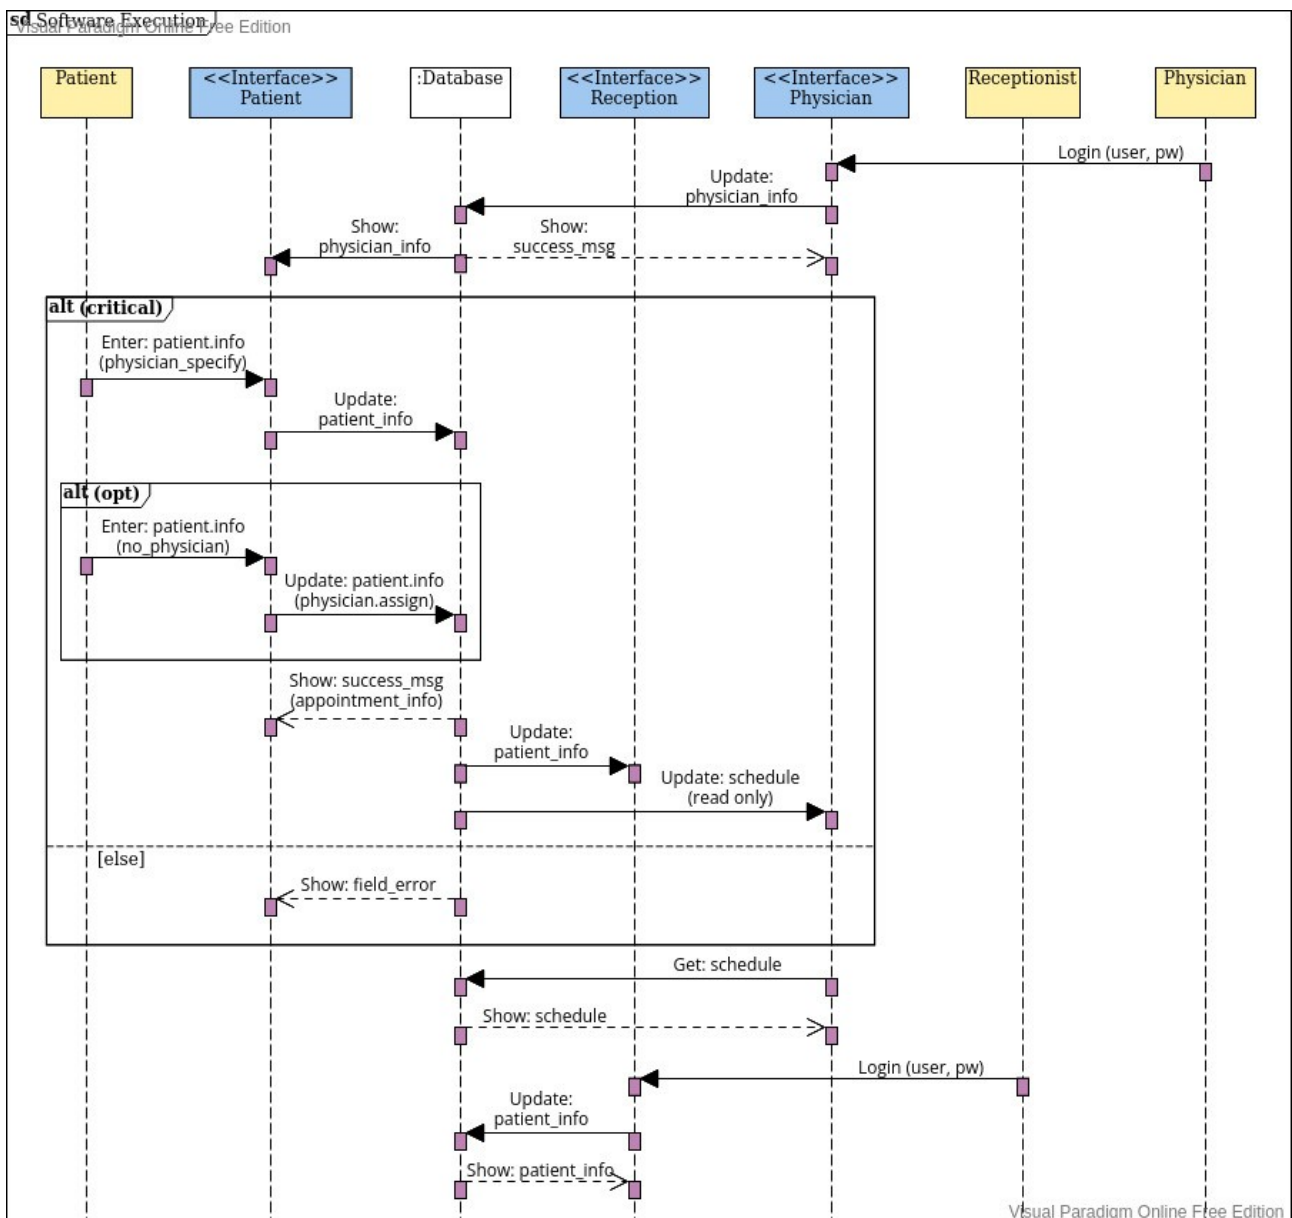 sd Software Execution
Visual Paradigm Online Free Edition
Patient
<<Interface>>
Patient
:Database
<<Interface>>
Reception
<<Interface>>
Physician
Receptionist
Physician
Login (user, pw)
Update:
physician_info
Show:
physician_info
Show:
success_msg
alt (critical)
Enter: patient.info
(physician_specify)
Update:
patient_info
alt (opt)
Enter: patient.info
(no_physician)
Update: patient.info
(physician.assign)
Show: success_msg
(appointment_info)
Update:
patient_info
Update: schedule
(read only)
[else]
Show: field_error
Get: schedule
Show: schedule
Login (user, pw)
Update:
patient_info
Show: patient_info
Visual Paradigm Online Free Edition